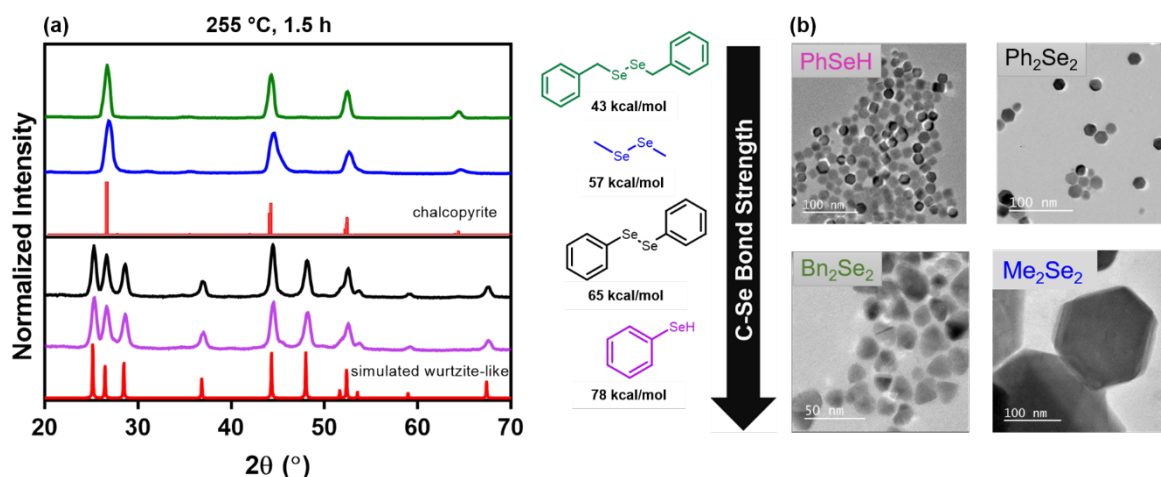 (a)
255 °C, 1.5 h
Normalized Intensity
chalcopyrite
simulated wurtzite-like
20 30 40 50 60 70
2θ (°)
Se
Se
43 kcal/mol
Se
Se
57 kcal/mol
Se
Se
65 kcal/mol
SeH
78 kcal/mol
C-Se Bond Strength
(b)
PhSeH
100 nm
Ph₂Se₂
100 nm
Bn₂Se₂
50 nm
Me₂Se₂
100 nm